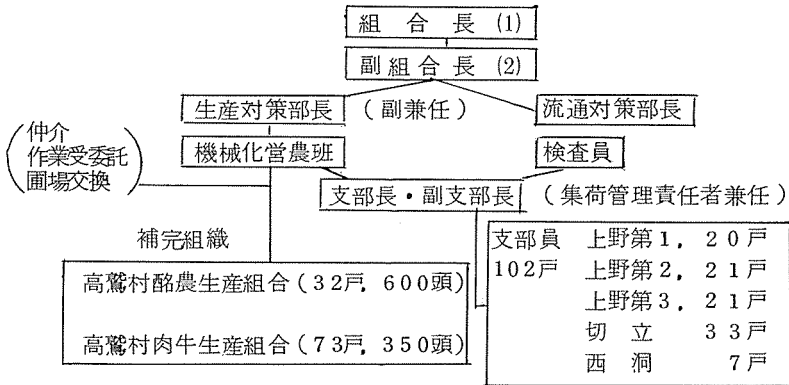 組合長 (1)
副組合長 (2)
生産対策部長 (副兼任) 流通対策部長
仲介
作業受委託
圃場交換
機械化営農班 検査員
支部長・副支部長 (集荷管理責任者兼任)
補完組織
高鷲村酪農生産組合 (32戸, 600頭)
高鷲村肉牛生産組合 (73戸, 350頭)
支部員 上野第1, 20戸
102戸 上野第2, 21戸
上野第3, 21戸
切立 33戸
西洞 7戸